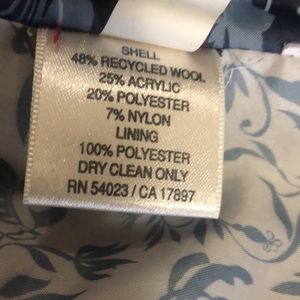 SHELL
48% RECYCLED WOOL
25% ACRYLIC
20% POLYESTER
7% NYLON
LINING
100% POLYESTER
DRY CLEAN ONLY
RN 54023 / CA 17897